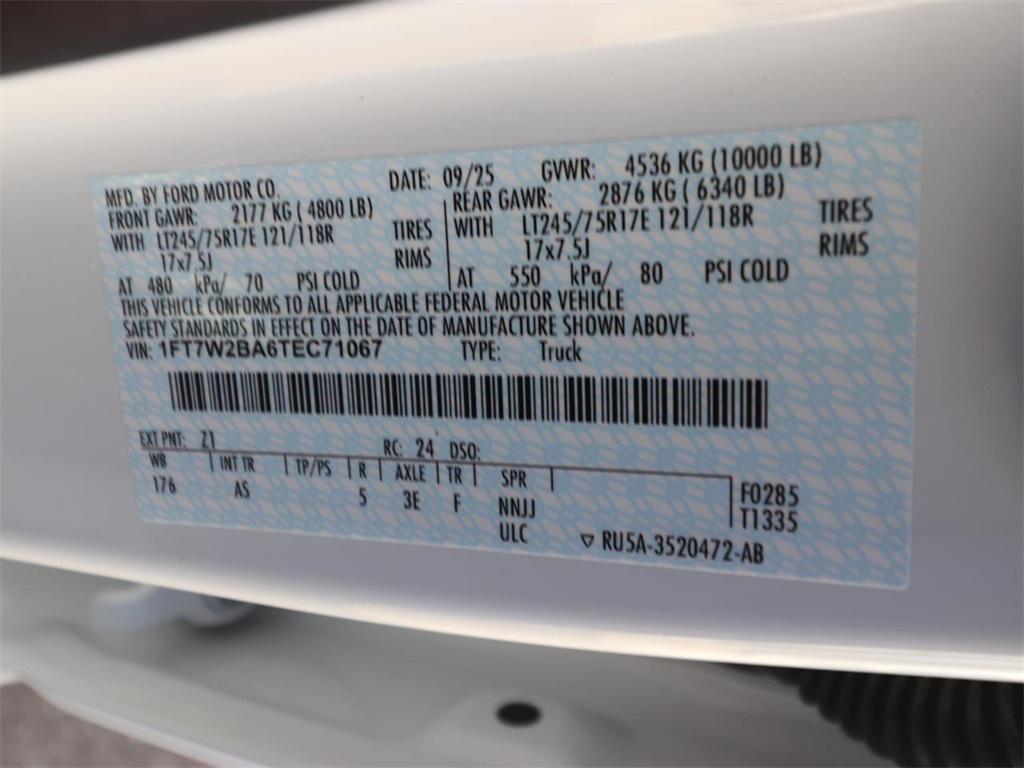 MFD. BY FORD MOTOR CO. DATE: 09/25 GVWR: 4536 KG (10000 LB)
FRONT GAWR: 2177 KG ( 4800 LB) REAR GAWR: 2876 KG ( 6340 LB)
WITH LT245/75R17E 121/118R TIRES WITH LT245/75R17E 121/118R TIRES
17x7.5J RIMS 17x7.5J RIMS
AT 480 kPa/ 70 PSI COLD AT 550 kPa/ 80 PSI COLD
THIS VEHICLE CONFORMS TO ALL APPLICABLE FEDERAL MOTOR VEHICLE
SAFETY STANDARDS IN EFFECT ON THE DATE OF MANUFACTURE SHOWN ABOVE.
VIN: 1FT7W2BA6TEC71067 TYPE: Truck
EXT PNT: Z1 RC: 24 DSO:
WB INT TR TP/PS R AXLE TR SPR
176 AS 5 3E F NNJJ F0285
ULC T1335
RU5A-3520472-AB